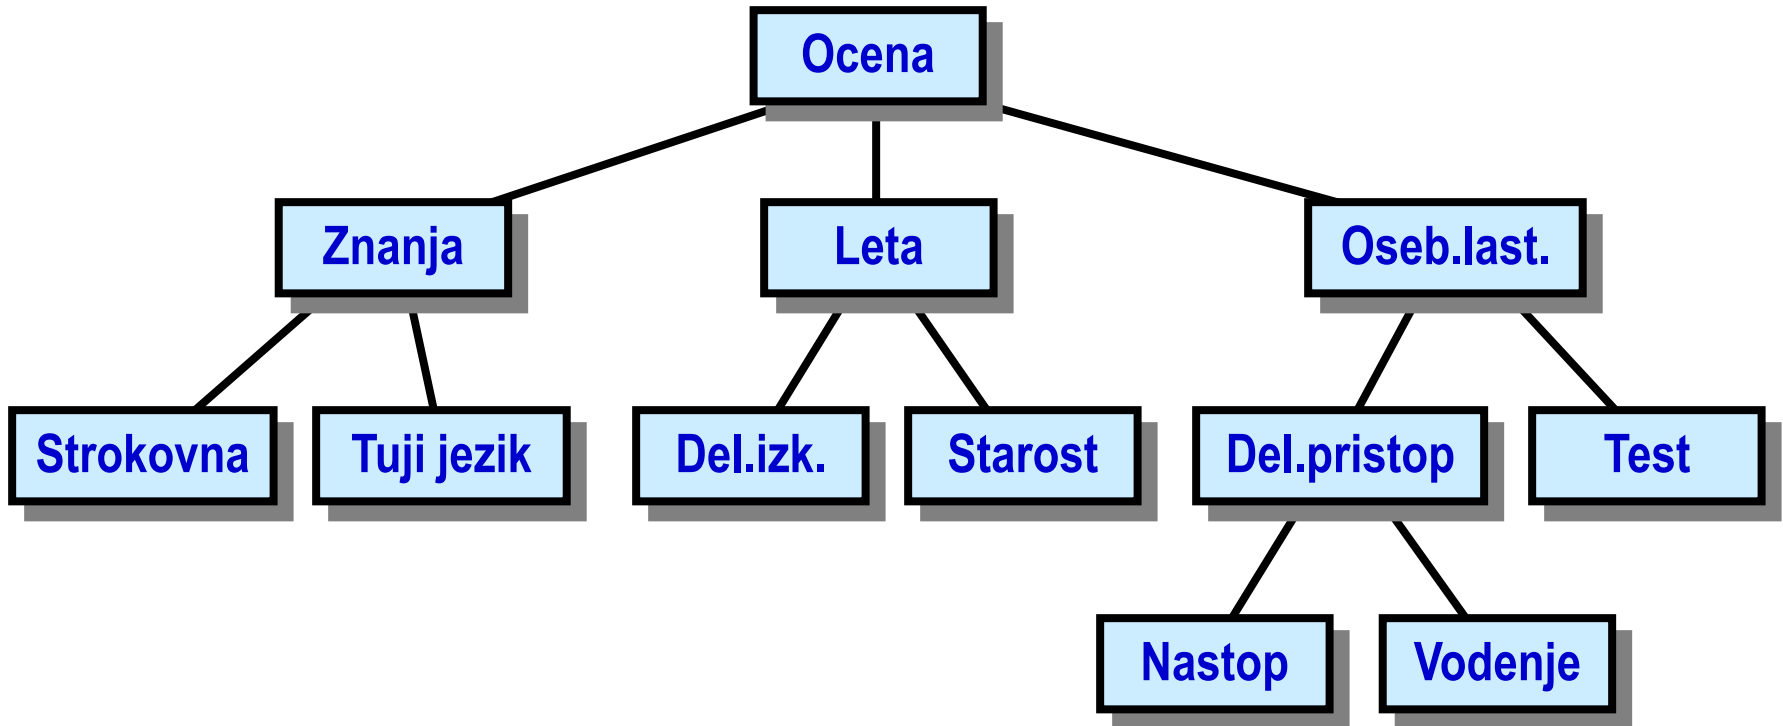 Ocena
Znanja
Leta
Oseb.last.
Strokovna
Tuji jezik
Del.izk.
Starost
Del.pristop
Test
Nastop
Vodenje